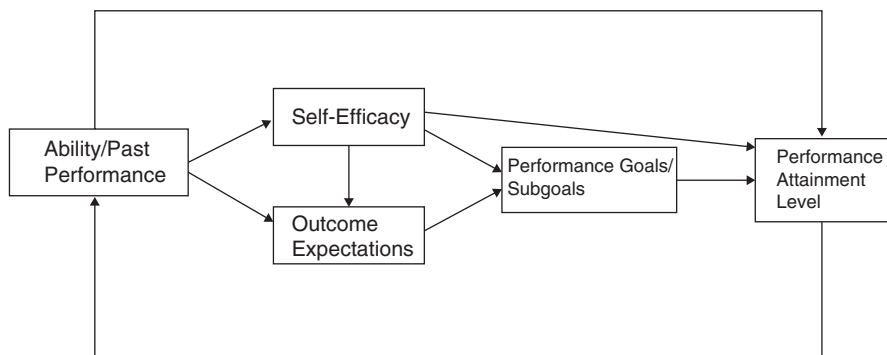 Ability/Past
Performance
Self-Efficacy
Outcome
Expectations
Performance Goals/
Subgoals
Performance
Attainment
Level